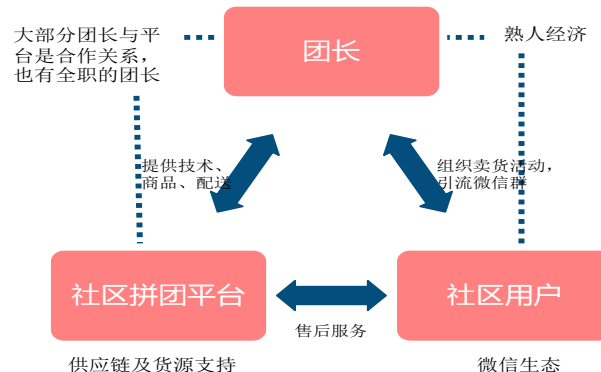 大部分团长与平
台是合作关系，
也有全职的团长
团长
熟人经济
提供技术、
商品、配送
组织卖货活动，
引流微信群
社区拼团平台
社区用户
售后服务
供应链及货源支持
微信生态